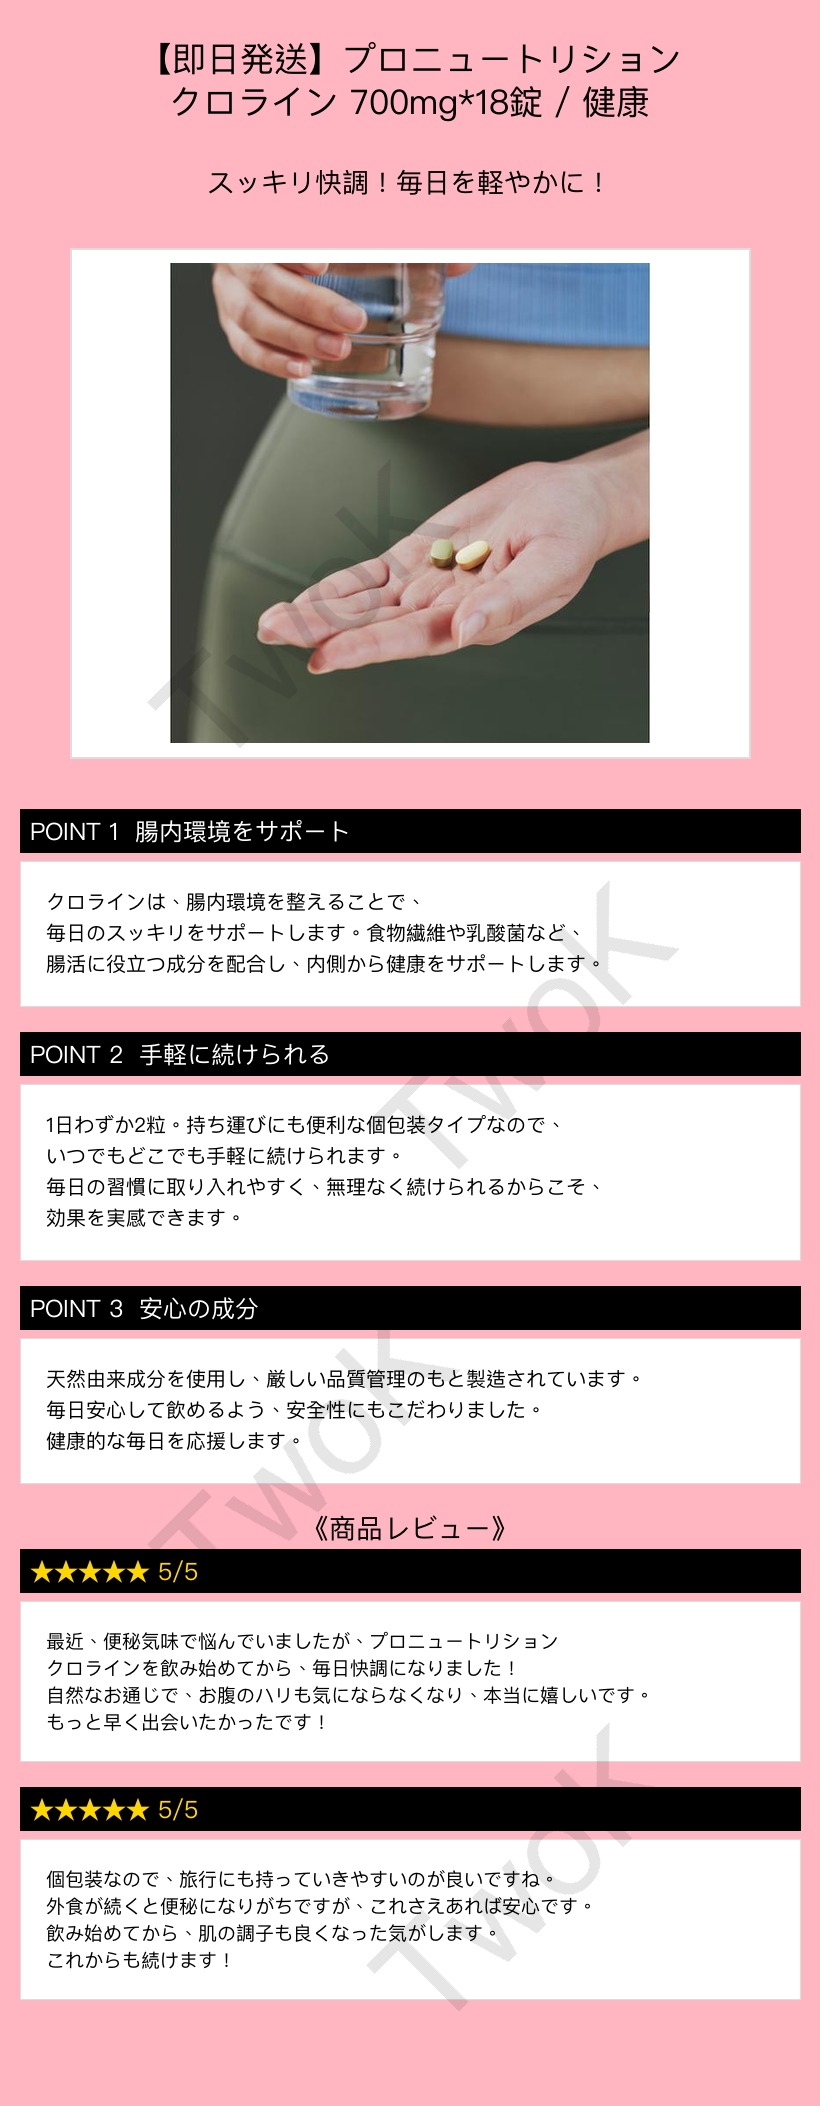 【即日発送】プロニュートリション
クロライン 700mg*18錠 / 健康
スッキリ快調！毎日を軽やかに！
TwoK
POINT 1 腸内環境をサポート
クロラインは、腸内環境を整えることで、
毎日のスッキリをサポートします。食物繊維や乳酸菌など、
腸活に役立つ成分を配合し、内側から健康をサポートします。
TwoK
POINT 2 手軽に続けられる
1日わずか2粒。持ち運びにも便利な個包装タイプなので、
いつでもどこでも手軽に続けられます。
毎日の習慣に取り入れやすく、無理なく続けられるからこそ、
効果を実感できます。
POINT 3 安心の成分
天然由来成分を使用し、厳しい品質管理のもと製造されています。
毎日安心して飲めるよう、安全性にもこだわりました。
健康的な毎日を応援します。
TwoK
《商品レビュー》
★★★★★ 5/5
最近、便秘気味で悩んでいましたが、プロニュートリション
クロラインを飲み始めてから、毎日快調になりました！
自然なお通じで、お腹のハリも気にならなくなり、本当に嬉しいです。
もっと早く出会いたかったです！
★★★★★ 5/5
個包装なので、旅行にも持っていきやすいのが良いですね。
外食が続くと便秘になりがちですが、これさえあれば安心です。
飲み始めてから、肌の調子も良くなった気がします。
これからも続けます！
TwoK